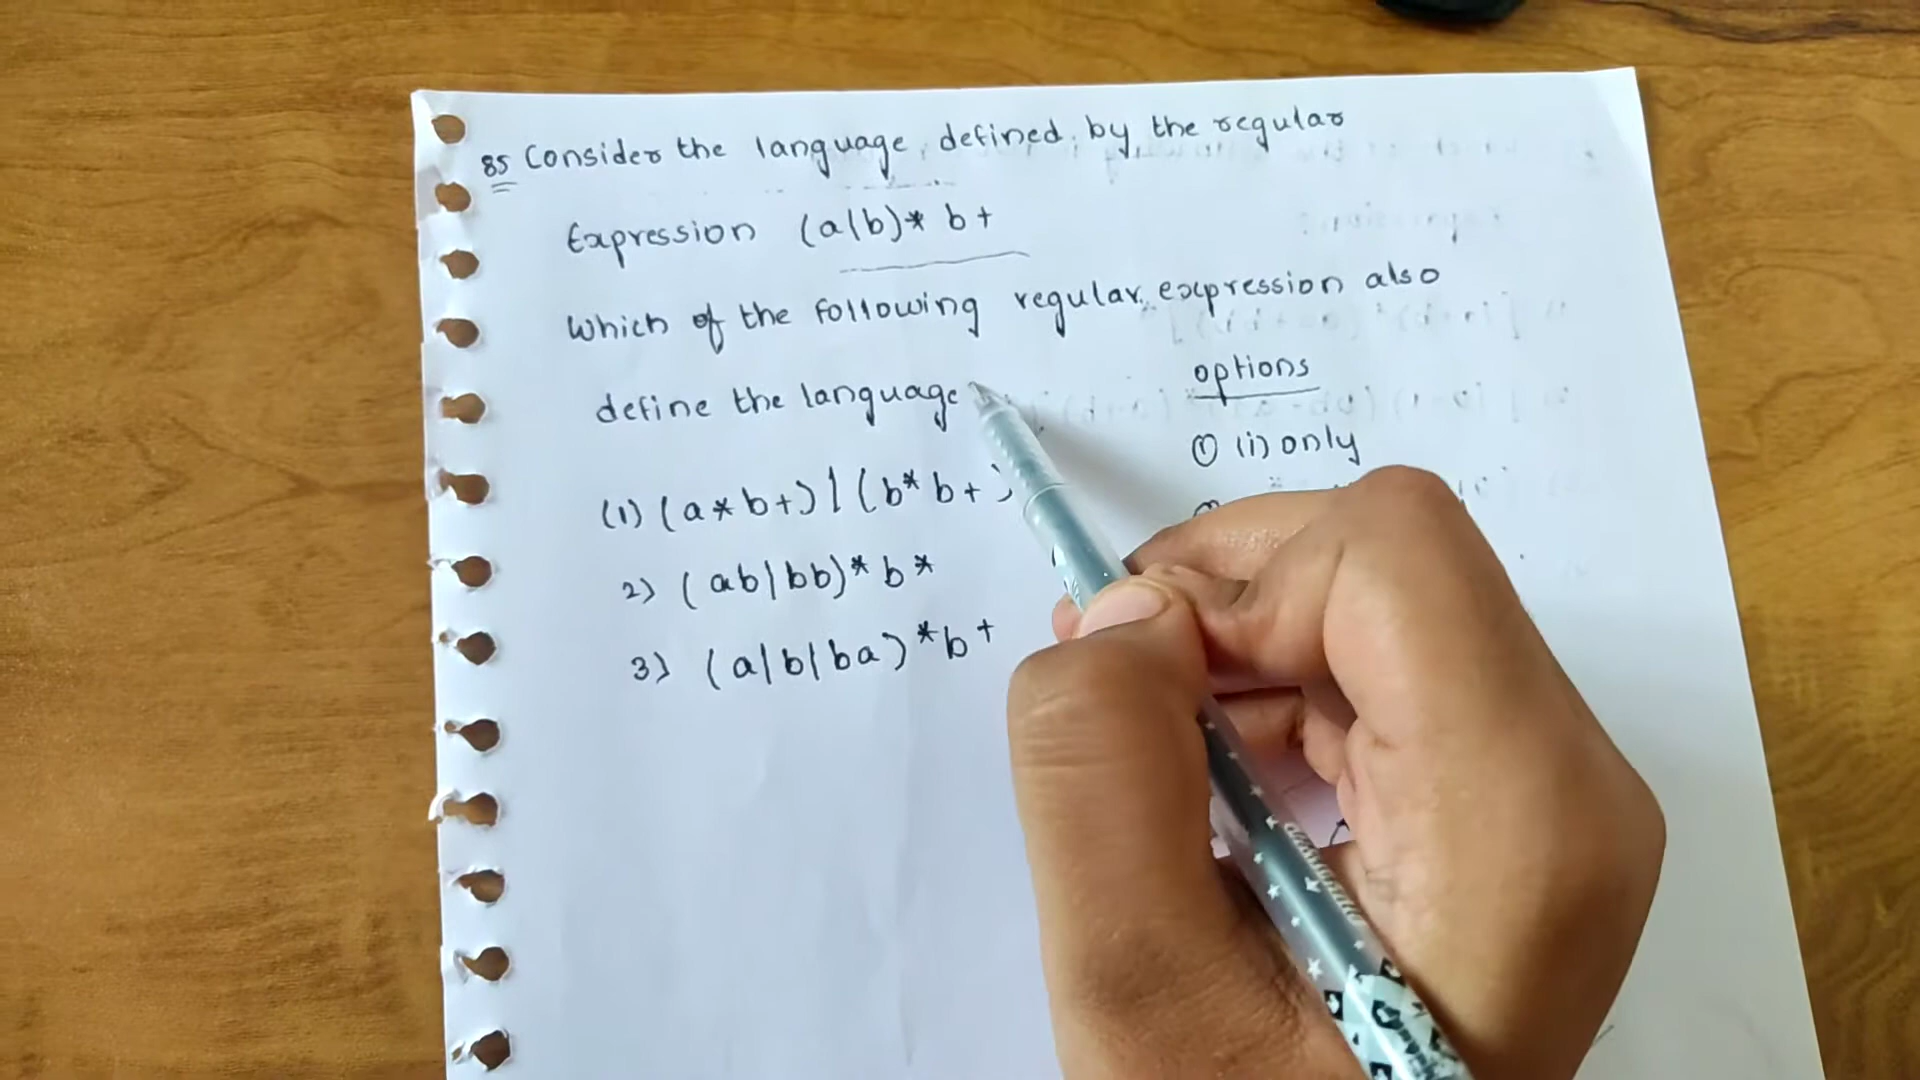 85 Consider the language defined by the regular
Expression (a|b)* b+
Which of the following regular expression also
define the language
options
① (i) only
(1) (a*b+)|(b*b+)
2) (ab|bb)*b*
3) (a|b|ba)*b+